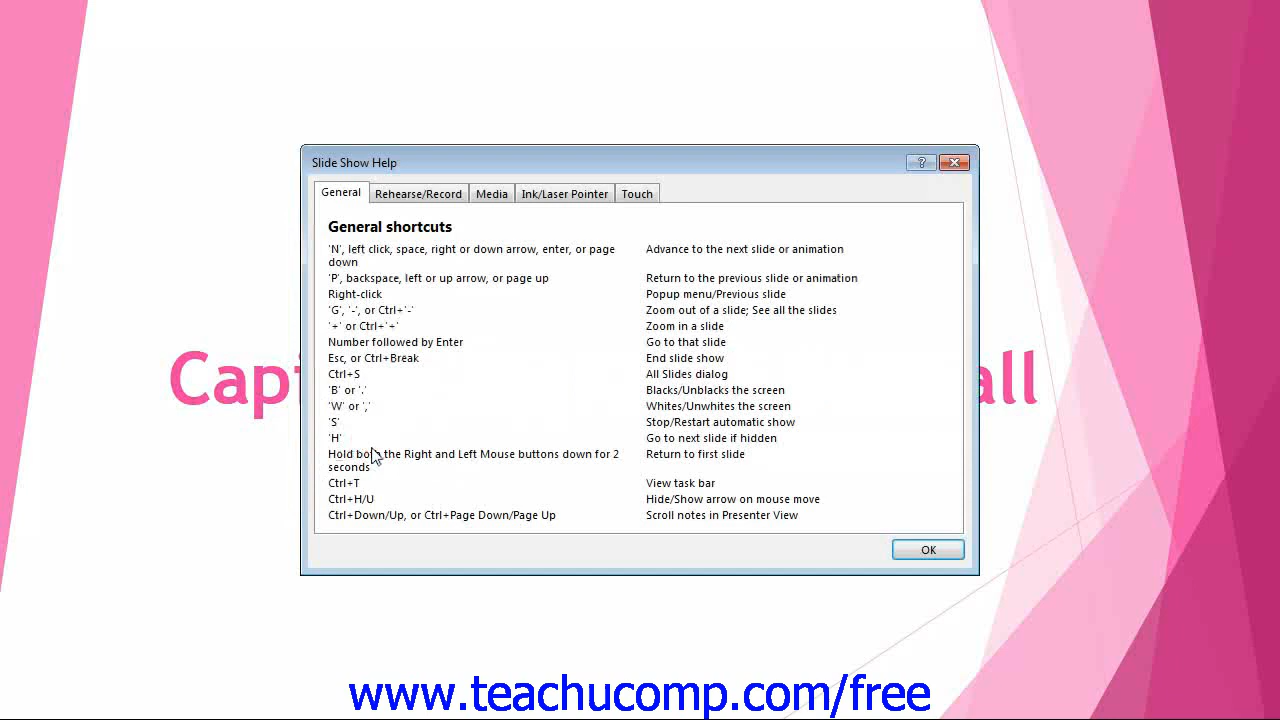 Slide Show Help
General Rehearse/Record Media Ink/Laser Pointer Touch
General shortcuts
'N', left click, space, right or down arrow, enter, or page down Advance to the next slide or animation
'P', backspace, left or up arrow, or page up Return to the previous slide or animation
Right-click Popup menu/Previous slide
'G', '-', or Ctrl+'-' Zoom out of a slide; See all the slides
'+' or Ctrl+'+' Zoom in a slide
Number followed by Enter Go to that slide
Esc, or Ctrl+Break End slide show
Ctrl+S All Slides dialog
'B' or '.' Blacks/Unblacks the screen
'W' or ',' Whites/Unwhites the screen
'S' Stop/Restart automatic show
'H' Go to next slide if hidden
Hold both the Right and Left Mouse buttons down for 2 seconds Return to first slide
Ctrl+T View task bar
Ctrl+H/U Hide/Show arrow on mouse move
Ctrl+Down/Up, or Ctrl+Page Down/Page Up Scroll notes in Presenter View
OK
www.teachucomp.com/free